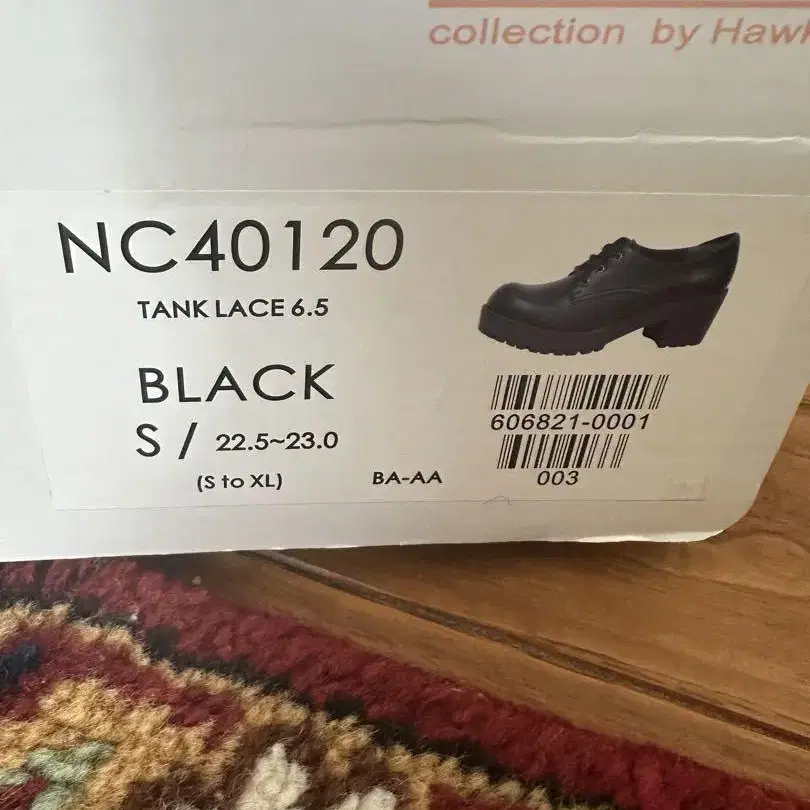 collection by Hawk
NC40120
TANK LACE 6.5
BLACK
S / 22.5~23.0
(S to XL)
BA-AA
606821-0001
003